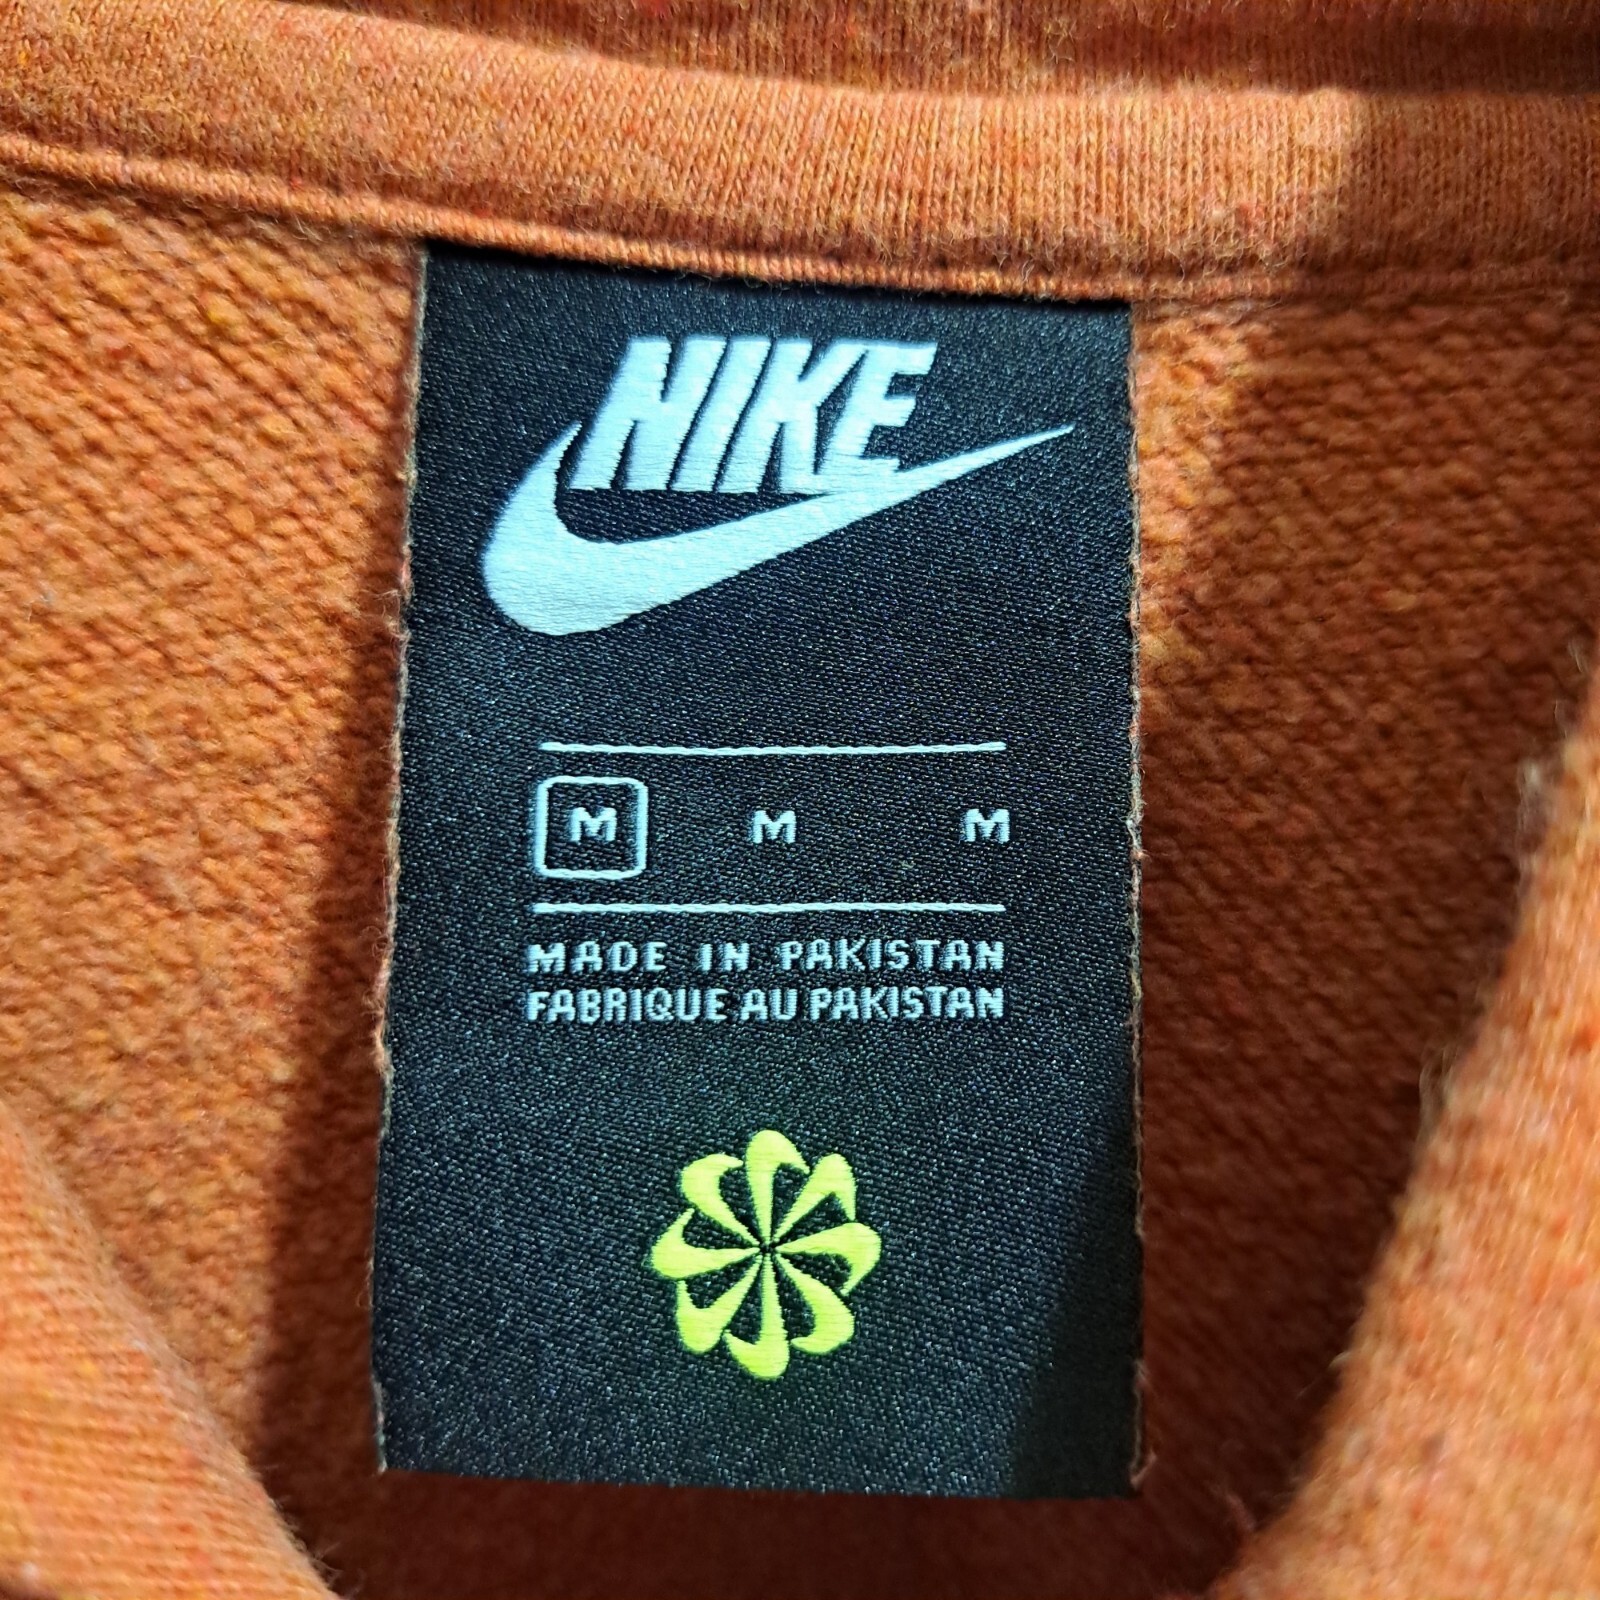 NIKE
M M M
MADE IN PAKISTAN
FABRIQUE AU PAKISTAN